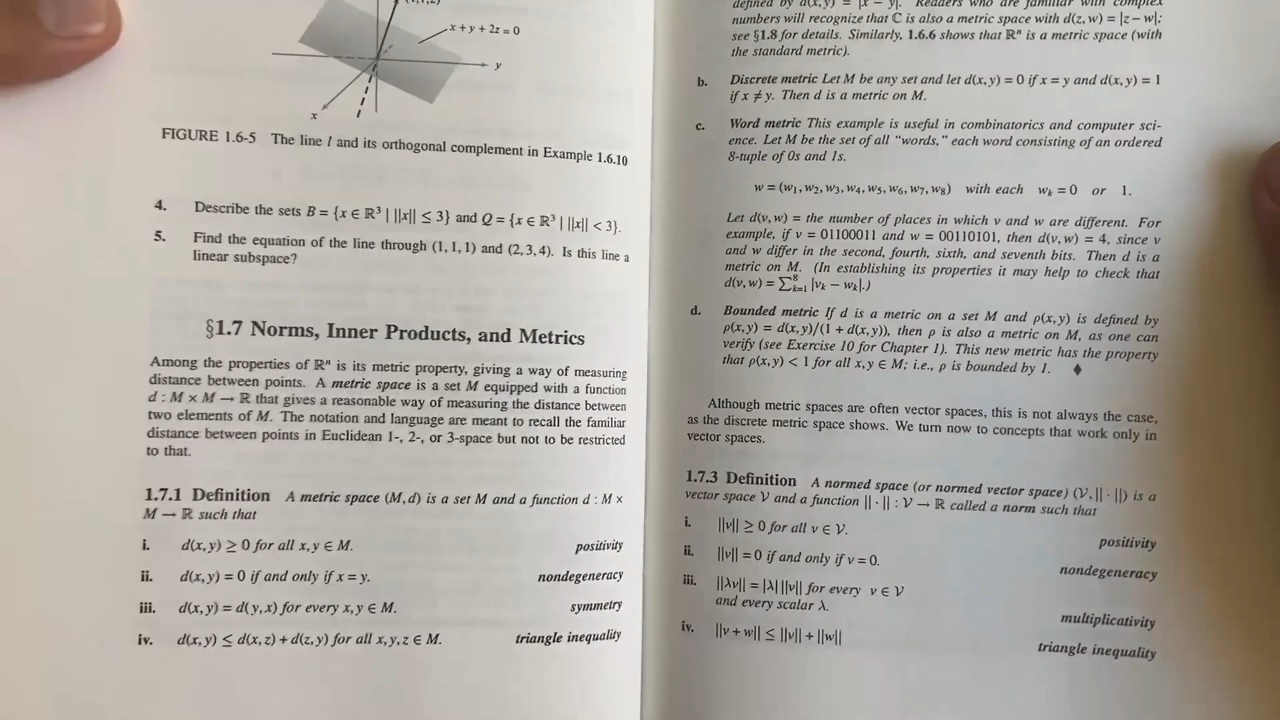 x + y + 2z = 0
y
x
FIGURE 1.6-5 The line l and its orthogonal complement in Example 1.6.10
4. Describe the sets B = {x ∈ ℝ³ | ||x|| ≤ 3} and Q = {x ∈ ℝ³ | ||x|| < 3}.
5. Find the equation of the line through (1,1,1) and (2,3,4). Is this line a
linear subspace?
§1.7 Norms, Inner Products, and Metrics
Among the properties of ℝⁿ is its metric property, giving a way of measuring
distance between points. A metric space is a set M equipped with a function
d : M × M → ℝ that gives a reasonable way of measuring the distance between
two elements of M. The notation and language are meant to recall the familiar
distance between points in Euclidean 1-, 2-, or 3-space but not to be restricted
to that.
1.7.1 Definition A metric space (M,d) is a set M and a function d : M ×
M → ℝ such that
i. d(x,y) ≥ 0 for all x,y ∈ M. positivity
ii. d(x,y) = 0 if and only if x = y. nondegeneracy
iii. d(x,y) = d(y,x) for every x,y ∈ M. symmetry
iv. d(x,y) ≤ d(x,z) + d(z,y) for all x,y,z ∈ M. triangle inequality
defined by d(x,y) = |x − y|. Readers who are familiar with complex
numbers will recognize that ℂ is also a metric space with d(z,w) = |z − w|;
see §1.8 for details. Similarly, 1.6.6 shows that ℝⁿ is a metric space (with
the standard metric).
b. Discrete metric Let M be any set and let d(x,y) = 0 if x = y and d(x,y) = 1
if x ≠ y. Then d is a metric on M.
c. Word metric This example is useful in combinatorics and computer sci-
ence. Let M be the set of all "words," each word consisting of an ordered
8-tuple of 0s and 1s.
w = (w₁, w₂, w₃, w₄, w₅, w₆, w₇, w₈) with each wₖ = 0 or 1.
Let d(v,w) = the number of places in which v and w are different. For
example, if v = 01100011 and w = 00110101, then d(v,w) = 4, since v
and w differ in the second, fourth, sixth, and seventh bits. Then d is a
metric on M. (In establishing its properties it may help to check that
d(v,w) = ∑⁸ₖ₌₁ |vₖ − wₖ|.)
d. Bounded metric If d is a metric on a set M and ρ(x,y) is defined by
ρ(x,y) = d(x,y)/(1 + d(x,y)), then ρ is also a metric on M, as one can
verify (see Exercise 10 for Chapter 1). This new metric has the property
that ρ(x,y) < 1 for all x,y ∈ M; i.e., ρ is bounded by 1. ♦
Although metric spaces are often vector spaces, this is not always the case,
as the discrete metric space shows. We turn now to concepts that work only in
vector spaces.
1.7.3 Definition A normed space (or normed vector space) (𝒱, || · ||) is a
vector space 𝒱 and a function || · || : 𝒱 → ℝ called a norm such that
i. ||v|| ≥ 0 for all v ∈ 𝒱. positivity
ii. ||v|| = 0 if and only if v = 0. nondegeneracy
iii. ||λv|| = |λ| ||v|| for every v ∈ 𝒱
and every scalar λ. multiplicativity
iv. ||v + w|| ≤ ||v|| + ||w|| triangle inequality